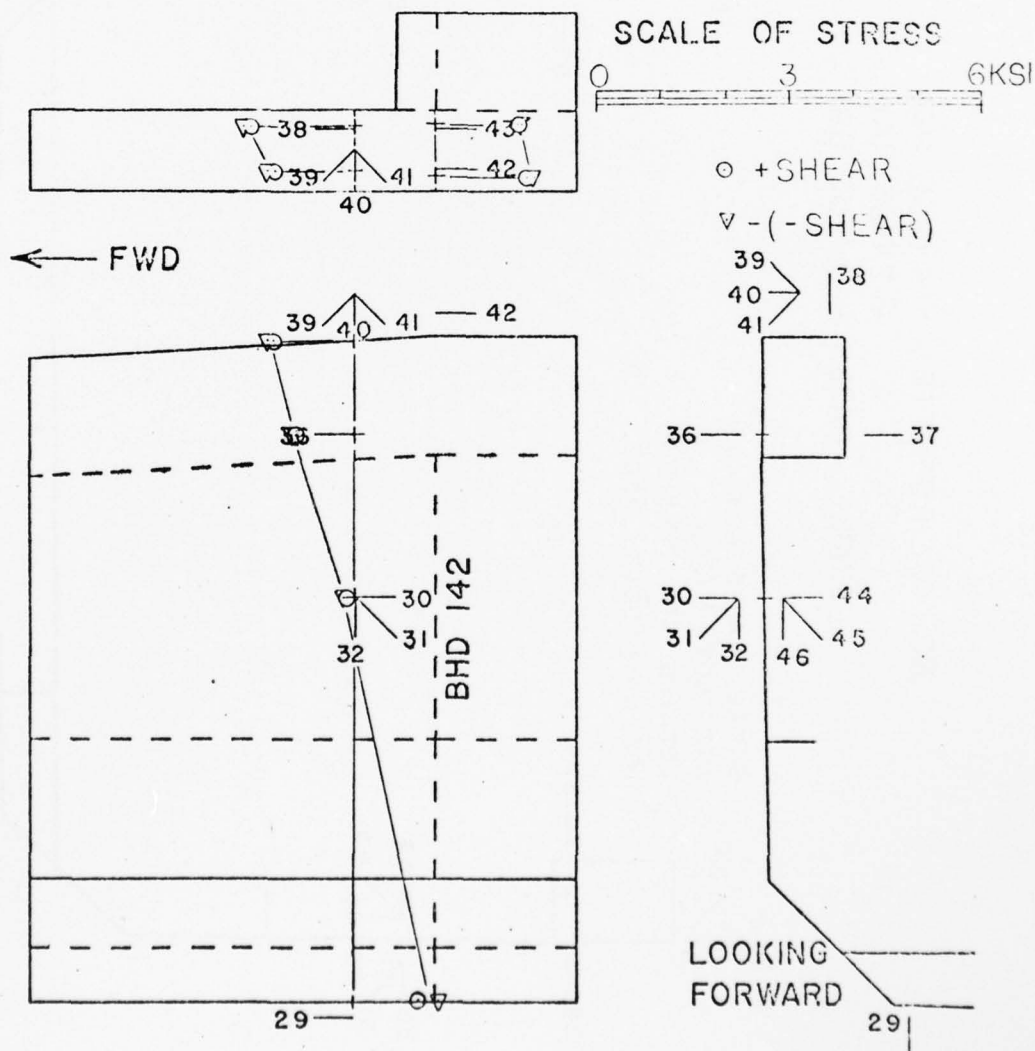 SCALE OF STRESS
0 3 6KSI
38 43
39 41 42
40
⊙ +SHEAR
▽ -(-SHEAR)
← FWD
39 40 41 42
39 38
40
41
36 37
30
31
32
BHD 142
30 44
31 32 46 45
LOOKING
FORWARD
29
29